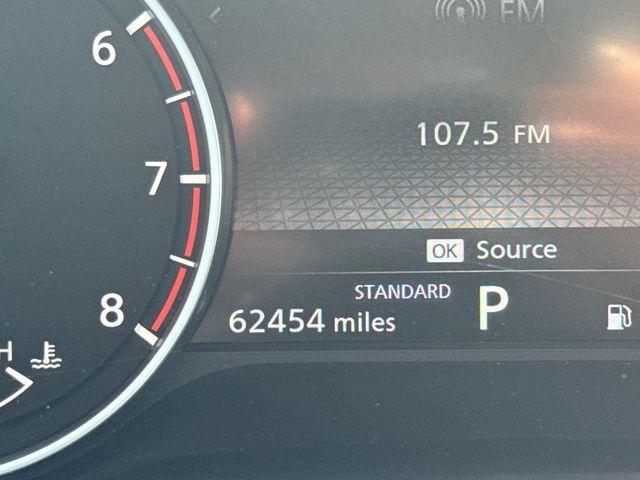 FM
6
107.5 FM
7
OK Source
STANDARD
P
8
62454 miles
H